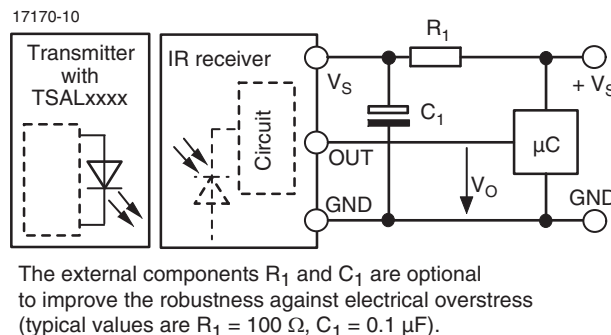 17170-10
Transmitter
with
TSALxxxx
IR receiver
Circuit
V_S
OUT
GND
R_1
C_1
V_O
µC
+ V_S
GND
The external components R_1 and C_1 are optional
to improve the robustness against electrical overstress
(typical values are R_1 = 100 Ω, C_1 = 0.1 µF).